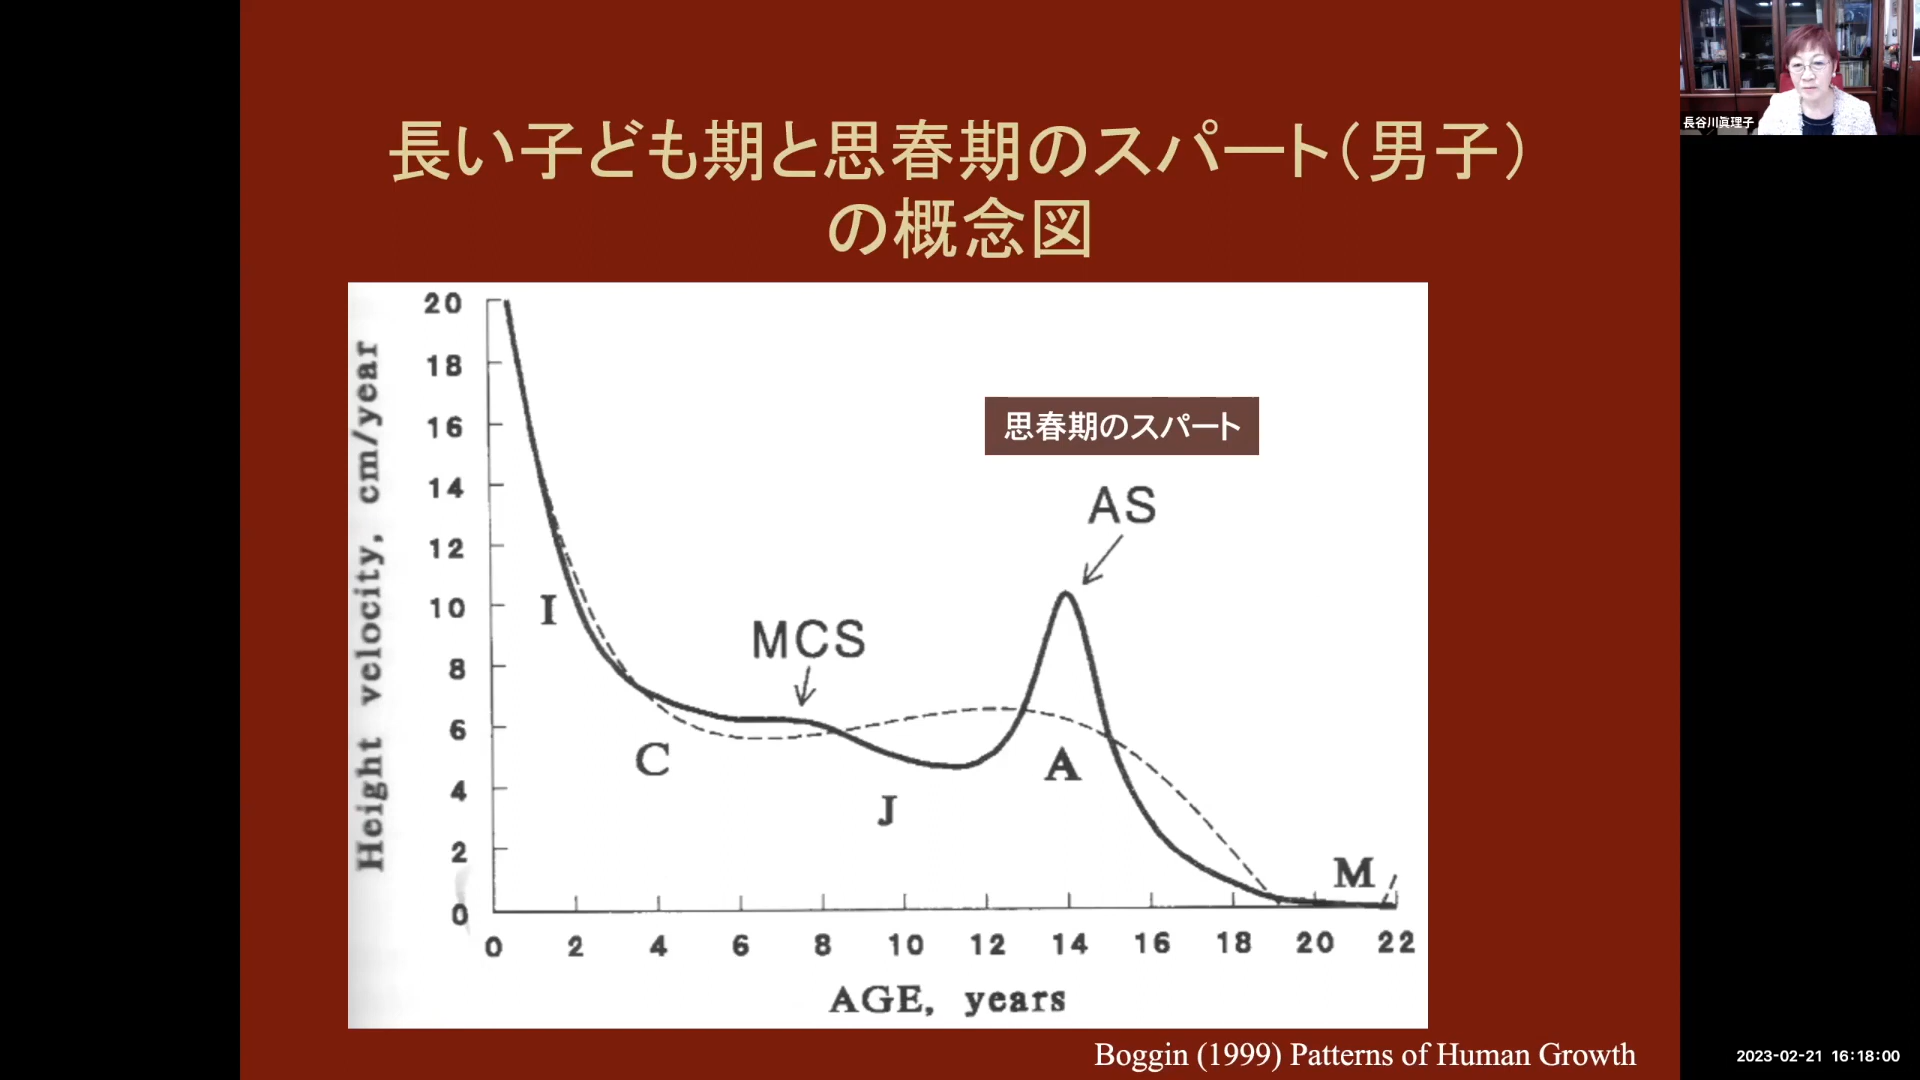 長い子ども期と思春期のスパート（男子）
の概念図
長谷川眞理子
Height velocity, cm/year
20
18
16
14
12
10
8
6
4
2
0
思春期のスパート
AS
MCS
I
C
J
A
M
0 2 4 6 8 10 12 14 16 18 20 22
AGE, years
Boggin (1999) Patterns of Human Growth
2023-02-21 16:18:00